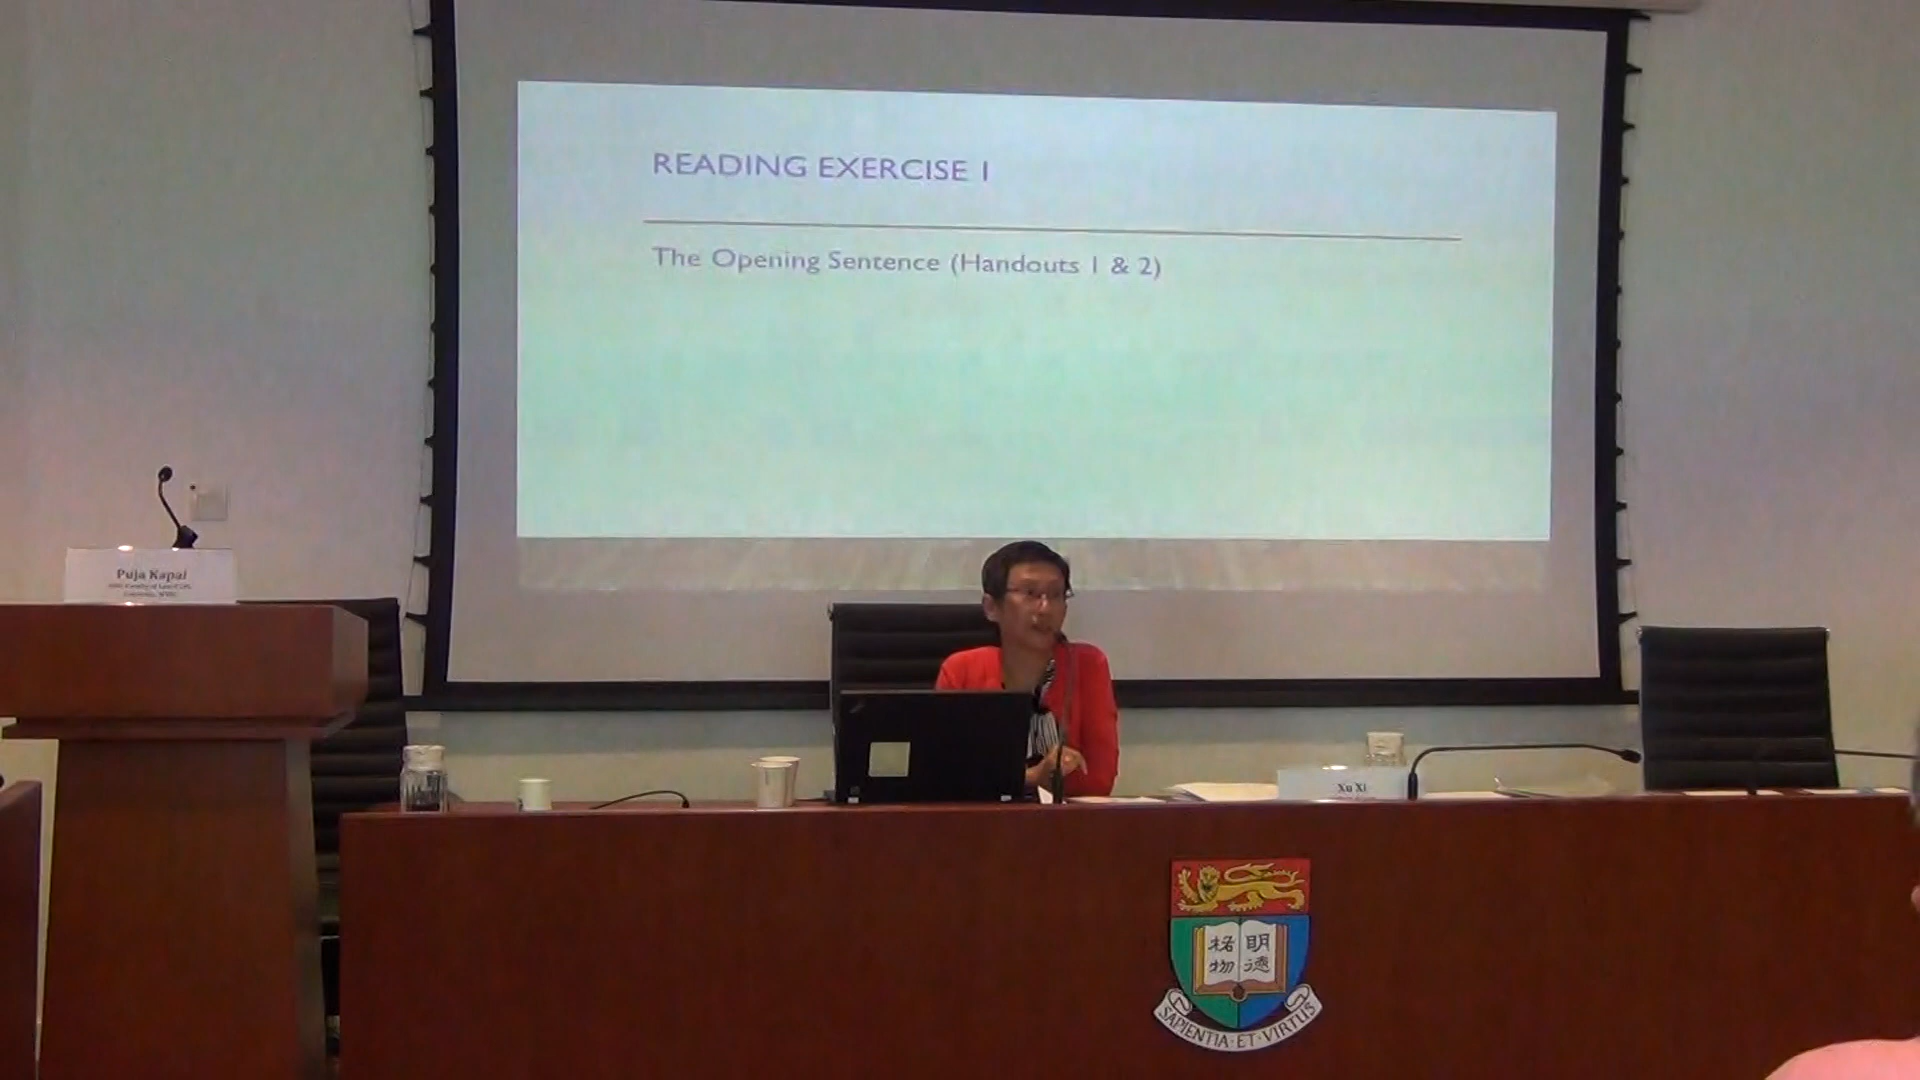 READING EXERCISE 1
The Opening Sentence (Handouts 1 & 2)
Puja Kapai
Xu Xi
明德
格物
SAPIENTIA·ET·VIRTUS